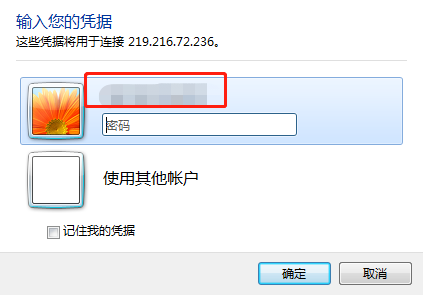 输入您的凭据
这些凭据将用于连接 219.216.72.236。
密码
使用其他帐户
记住我的凭据
确定
取消